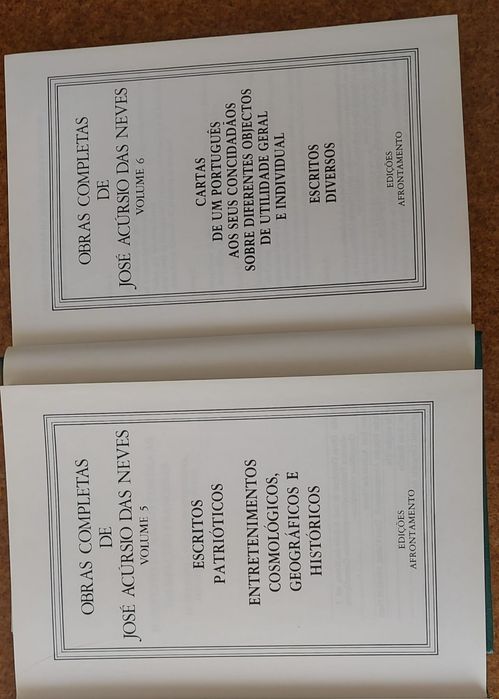 OBRAS COMPLETAS
DE
JOSÉ ACÚRSIO DAS NEVES
VOLUME 5
ESCRITOS
PATRIÓTICOS
ENTRETENIMENTOS
COSMOLÓGICOS,
GEOGRÁFICOS E
HISTÓRICOS
EDIÇÕES
AFRONTAMENTO
OBRAS COMPLETAS
DE
JOSÉ ACÚRSIO DAS NEVES
VOLUME 6
CARTAS
DE UM PORTUGUÊS
AOS SEUS CONCIDADÃOS
SOBRE DIFERENTES OBJECTOS
DE UTILIDADE GERAL
E INDIVIDUAL
ESCRITOS
DIVERSOS
EDIÇÕES
AFRONTAMENTO